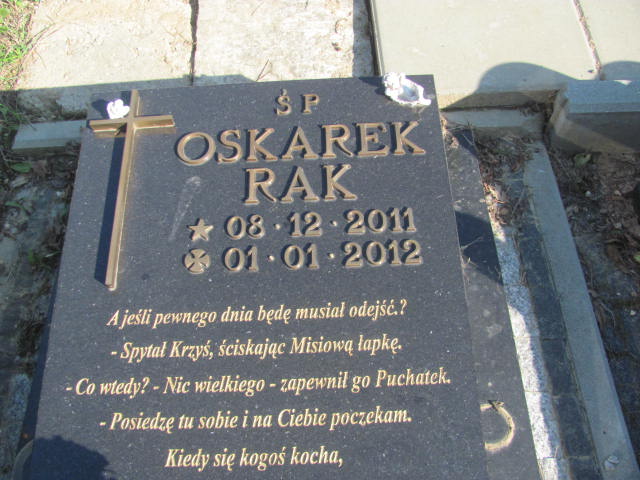 Ś P
OSKAREK
RAK
08 · 12 · 2011
01 · 01 · 2012
A jeśli pewnego dnia będę musiał odejść.?
- Spytał Krzyś, ściskając Misiową łapkę.
- Co wtedy? - Nic wielkiego - zapewnił go Puchatek.
- Posiedzę tu sobie i na Ciebie poczekam.
Kiedy się kogoś kocha,